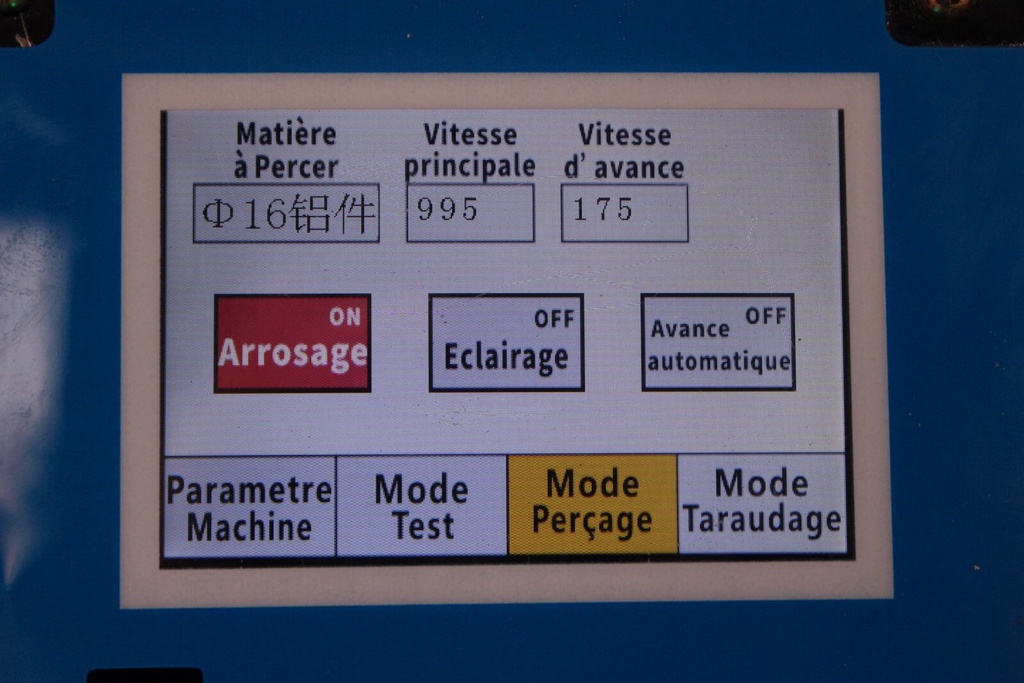 Matière
à Percer
Vitesse
principale
Vitesse
d' avance
Φ16铝件
995
175
ON
Arrosage
OFF
Eclairage
OFF
Avance
automatique
Parametre
Machine
Mode
Test
Mode
Perçage
Mode
Taraudage